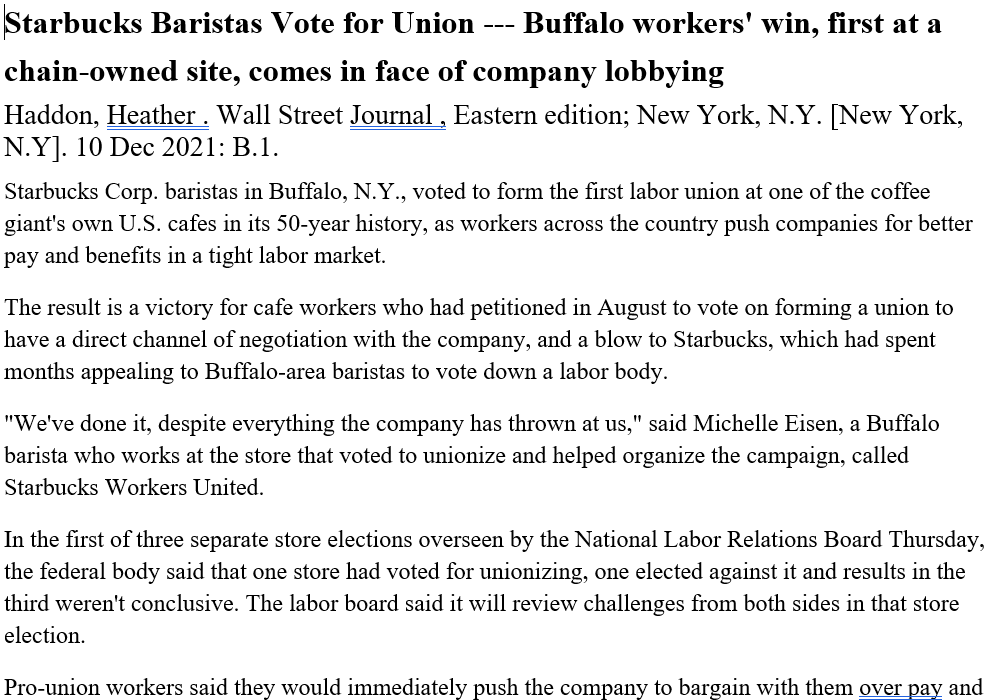 Starbucks Baristas Vote for Union --- Buffalo workers' win, first at a
chain-owned site, comes in face of company lobbying
Haddon, Heather . Wall Street Journal , Eastern edition; New York, N.Y. [New York,
N.Y]. 10 Dec 2021: B.1.
Starbucks Corp. baristas in Buffalo, N.Y., voted to form the first labor union at one of the coffee
giant's own U.S. cafes in its 50-year history, as workers across the country push companies for better
pay and benefits in a tight labor market.
The result is a victory for cafe workers who had petitioned in August to vote on forming a union to
have a direct channel of negotiation with the company, and a blow to Starbucks, which had spent
months appealing to Buffalo-area baristas to vote down a labor body.
"We've done it, despite everything the company has thrown at us," said Michelle Eisen, a Buffalo
barista who works at the store that voted to unionize and helped organize the campaign, called
Starbucks Workers United.
In the first of three separate store elections overseen by the National Labor Relations Board Thursday,
the federal body said that one store had voted for unionizing, one elected against it and results in the
third weren't conclusive. The labor board said it will review challenges from both sides in that store
election.
Pro-union workers said they would immediately push the company to bargain with them over pay and